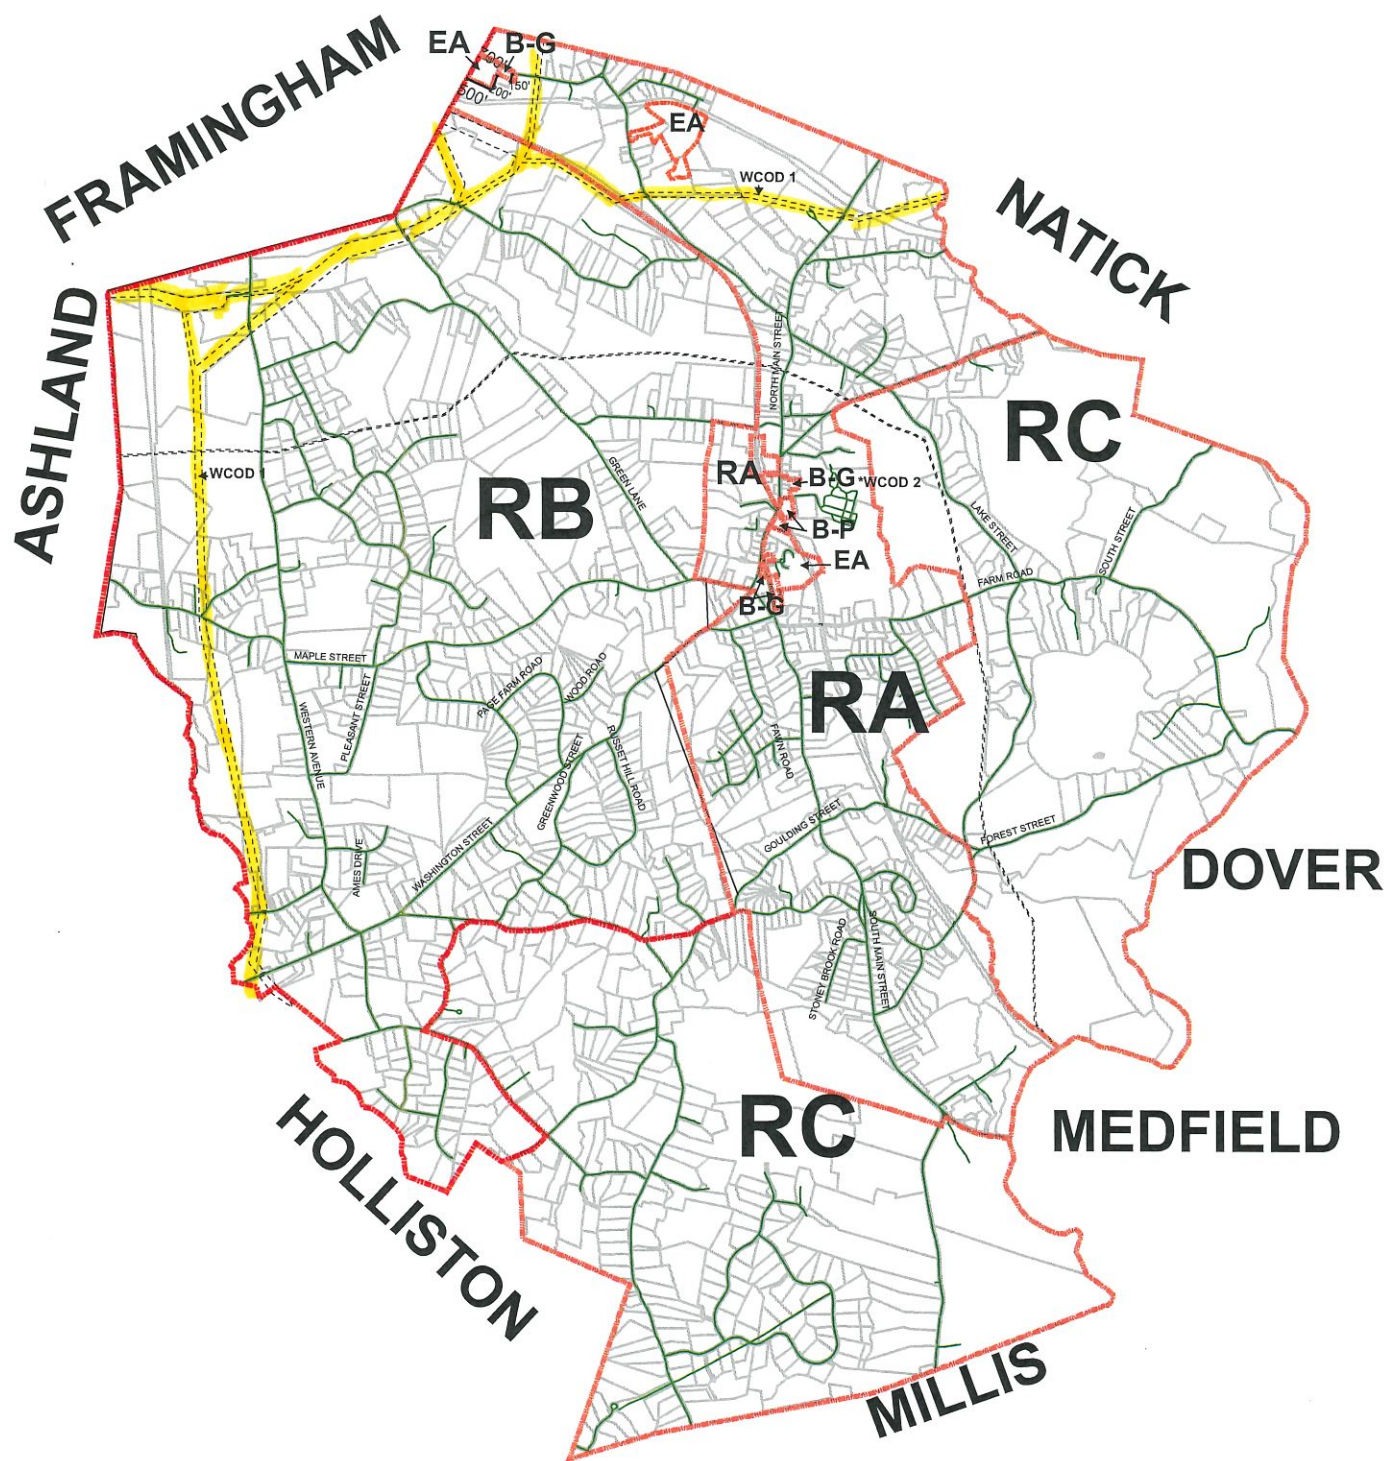 FRAMINGHAM
EA
B-G
700'
150'
200'
500'
EA
WCOD 1
NATICK
ASHLAND
NORTH MAIN STREET
RC
WCOD 1
RB
GREEN LANE
RA
B-G *WCOD 2
B-P
EA
B-G
LAKE STREET
SOUTH STREET
FARM ROAD
MAPLE STREET
PLEASANT STREET
WESTERN AVENUE
PAGE FARM ROAD
WOOD ROAD
RUSSET HILL ROAD
GREENWOOD STREET
WASHINGTON STREET
AMES DRIVE
RA
FAWN ROAD
GOULDING STREET
FOREST STREET
DOVER
STONEY BROOK ROAD
SOUTH MAIN STREET
RC
MEDFIELD
HOLLISTON
MILLIS